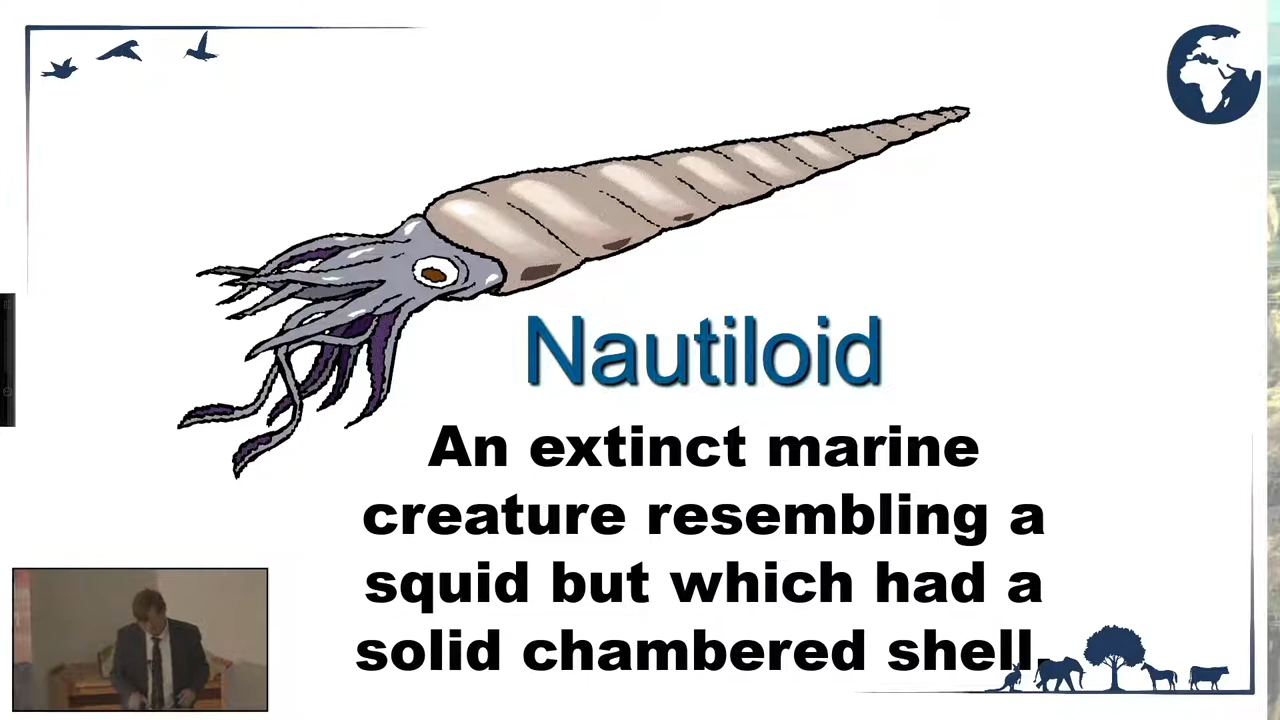 Nautiloid
An extinct marine
creature resembling a
squid but which had a
solid chambered shell.